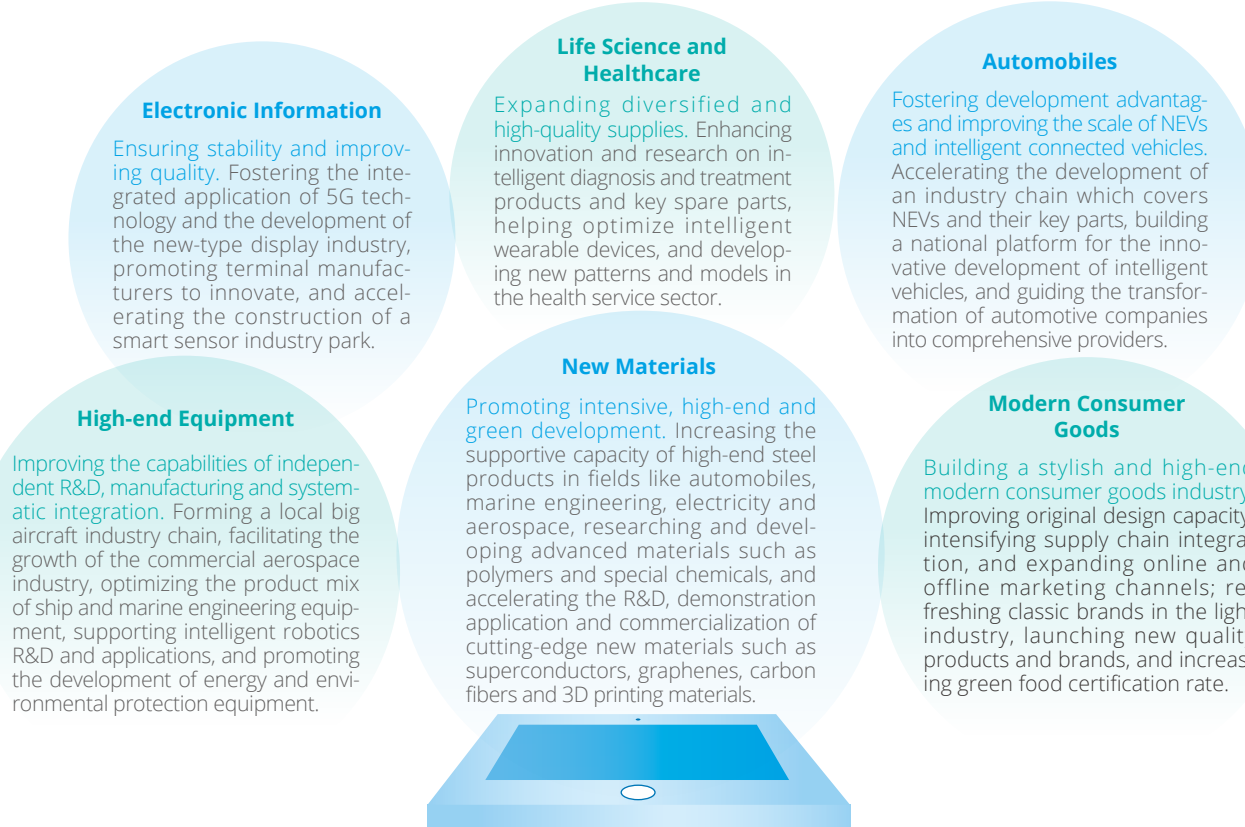 Electronic Information
Ensuring stability and improv-
ing quality. Fostering the inte-
grated application of 5G tech-
nology and the development of
the new-type display industry,
promoting terminal manufac-
turers to innovate, and accel-
erating the construction of a
smart sensor industry park.
Life Science and
Healthcare
Expanding diversified and
high-quality supplies. Enhancing
innovation and research on in-
telligent diagnosis and treatment
products and key spare parts,
helping optimize intelligent
wearable devices, and develop-
ing new patterns and models in
the health service sector.
Automobiles
Fostering development advantag-
es and improving the scale of NEVs
and intelligent connected vehicles.
Accelerating the development of
an industry chain which covers
NEVs and their key parts, building
a national platform for the inno-
vative development of intelligent
vehicles, and guiding the transfor-
mation of automotive companies
into comprehensive providers.
High-end Equipment
Improving the capabilities of indepen-
dent R&D, manufacturing and system-
atic integration. Forming a local big
aircraft industry chain, facilitating the
growth of the commercial aerospace
industry, optimizing the product mix
of ship and marine engineering equip-
ment, supporting intelligent robotics
R&D and applications, and promoting
the development of energy and envi-
ronmental protection equipment.
New Materials
Promoting intensive, high-end and
green development. Increasing the
supportive capacity of high-end steel
products in fields like automobiles,
marine engineering, electricity and
aerospace, researching and devel-
oping advanced materials such as
polymers and special chemicals, and
accelerating the R&D, demonstration
application and commercialization of
cutting-edge new materials such as
superconductors, graphenes, carbon
fibers and 3D printing materials.
Modern Consumer
Goods
Building a stylish and high-end
modern consumer goods industry
Improving original design capacity
intensifying supply chain integra
tion, and expanding online and
offline marketing channels; re
freshing classic brands in the ligh
industry, launching new qualit
products and brands, and increas
ing green food certification rate.